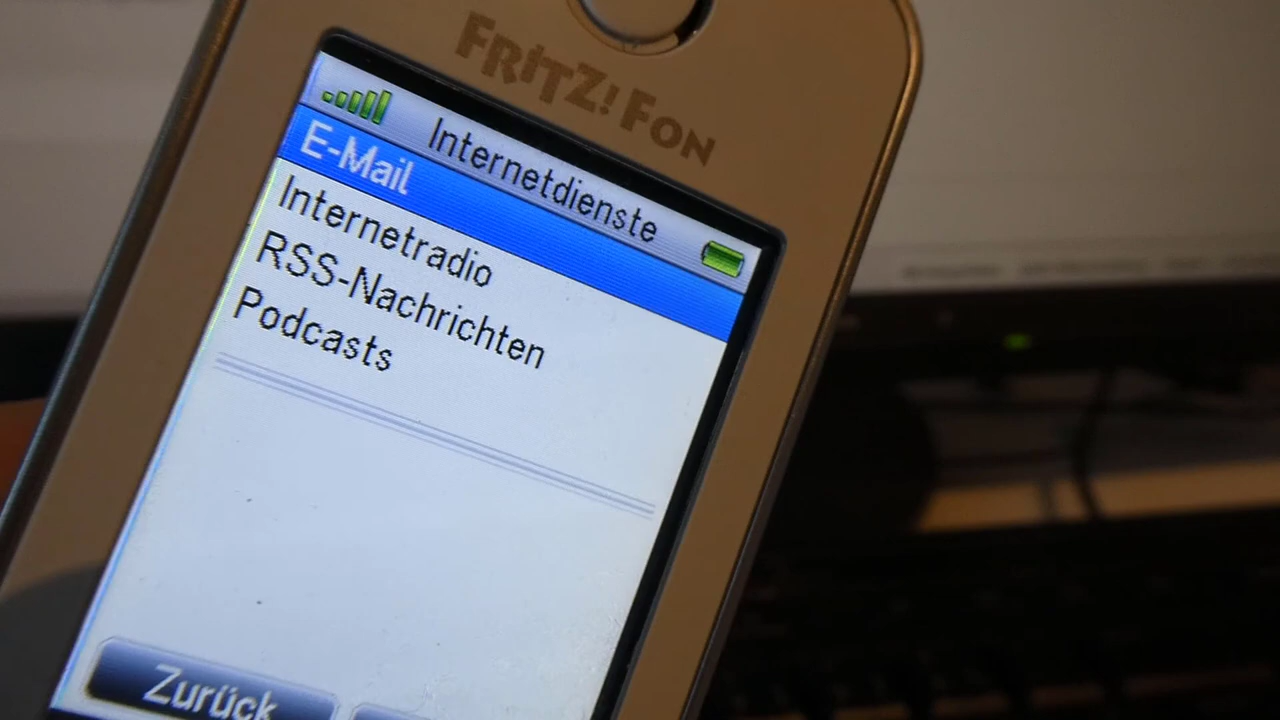 FRITZ! FON
Internetdienste
E-Mail
Internetradio
RSS-Nachrichten
Podcasts
Zurück